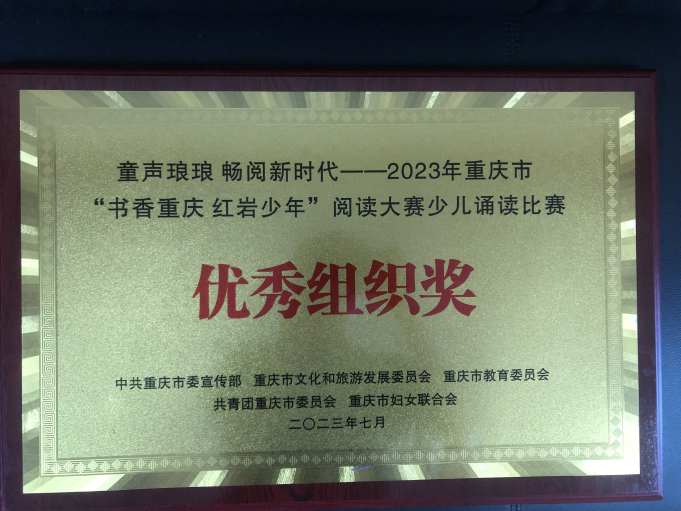 童声琅琅 畅阅新时代——2023年重庆市
“书香重庆 红岩少年”阅读大赛少儿诵读比赛
优秀组织奖
中共重庆市委宣传部 重庆市文化和旅游发展委员会 重庆市教育委员会
共青团重庆市委员会 重庆市妇女联合会
二〇二三年七月